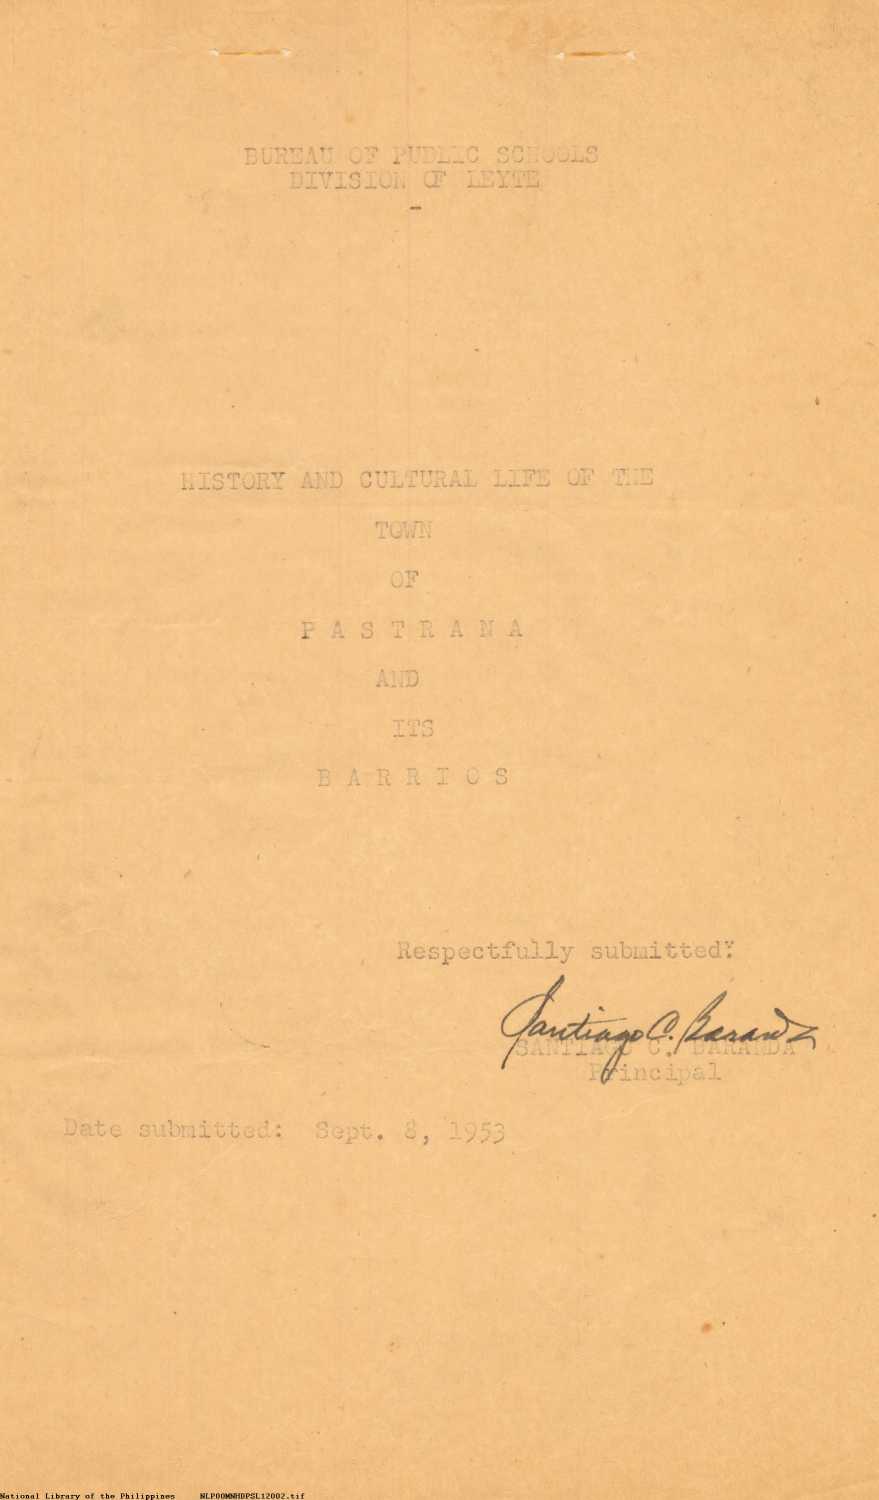 BUREAU OF PUBLIC SCHOOLS
DIVISION OF LEYTE
-
HISTORY AND CULTURAL LIFE OF THE
TOWN
OF
P A S T R A N A
AND
ITS
B A R R I O S
Respectfully submitted:
Santiago C. Baranda
SANTIAGO C. BARANDA
Principal
Date submitted: Sept. 8, 1953
National Library of the Philippines NLPOOMNHDPSL12002.tif